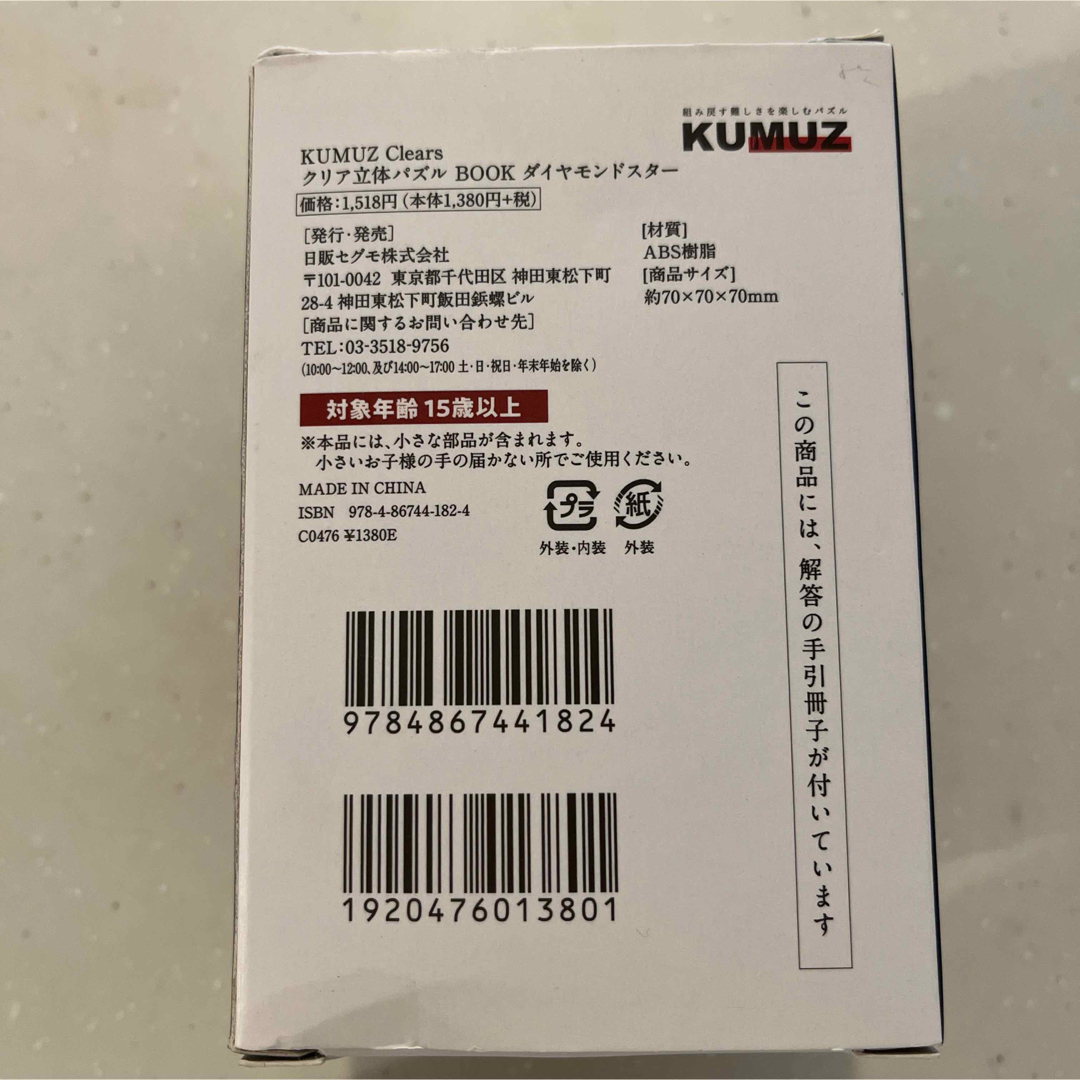 組み戻す難しさを楽しむパズル
KUMUZ
KUMUZ Clears
クリア立体パズル BOOK ダイヤモンドスター
価格:1,518円(本体1,380円+税)
[発行・発売]
日販セグモ株式会社
〒101-0042 東京都千代田区 神田東松下町
28-4 神田東松下町飯田鋲螺ビル
[商品に関するお問い合わせ先]
TEL:03-3518-9756
(10:00〜12:00、及び14:00〜17:00 土・日・祝日・年末年始を除く)
[材質]
ABS樹脂
[商品サイズ]
約70×70×70mm
対象年齢 15歳以上
※本品には、小さな部品が含まれます。
小さいお子様の手の届かない所でご使用ください。
MADE IN CHINA
ISBN 978-4-86744-182-4
C0476 ¥1380E
プラ
外装・内装
紙
外装
9784867441824
1920476013801
この商品には、解答の手引冊子が付いています